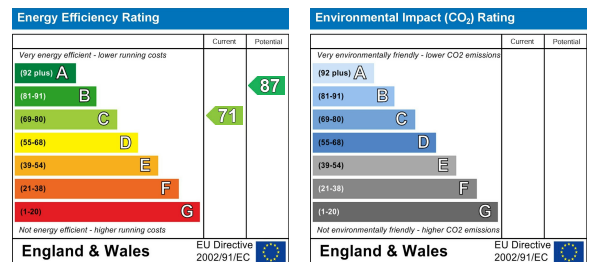 Energy Efficiency Rating
Current Potential
Very energy efficient - lower running costs
(92 plus) A
(81-91) B
(69-80) C
(55-68) D
(39-54) E
(21-38) F
(1-20) G
87
71
Not energy efficient - higher running costs
England & Wales
EU Directive
2002/91/EC
Environmental Impact (CO₂) Rating
Current Potential
Very environmentally friendly - lower CO2 emissions
(92 plus) A
(81-91) B
(69-80) C
(55-68) D
(39-54) E
(21-38) F
(1-20) G
Not environmentally friendly - higher CO2 emissions
England & Wales
EU Directive
2002/91/EC